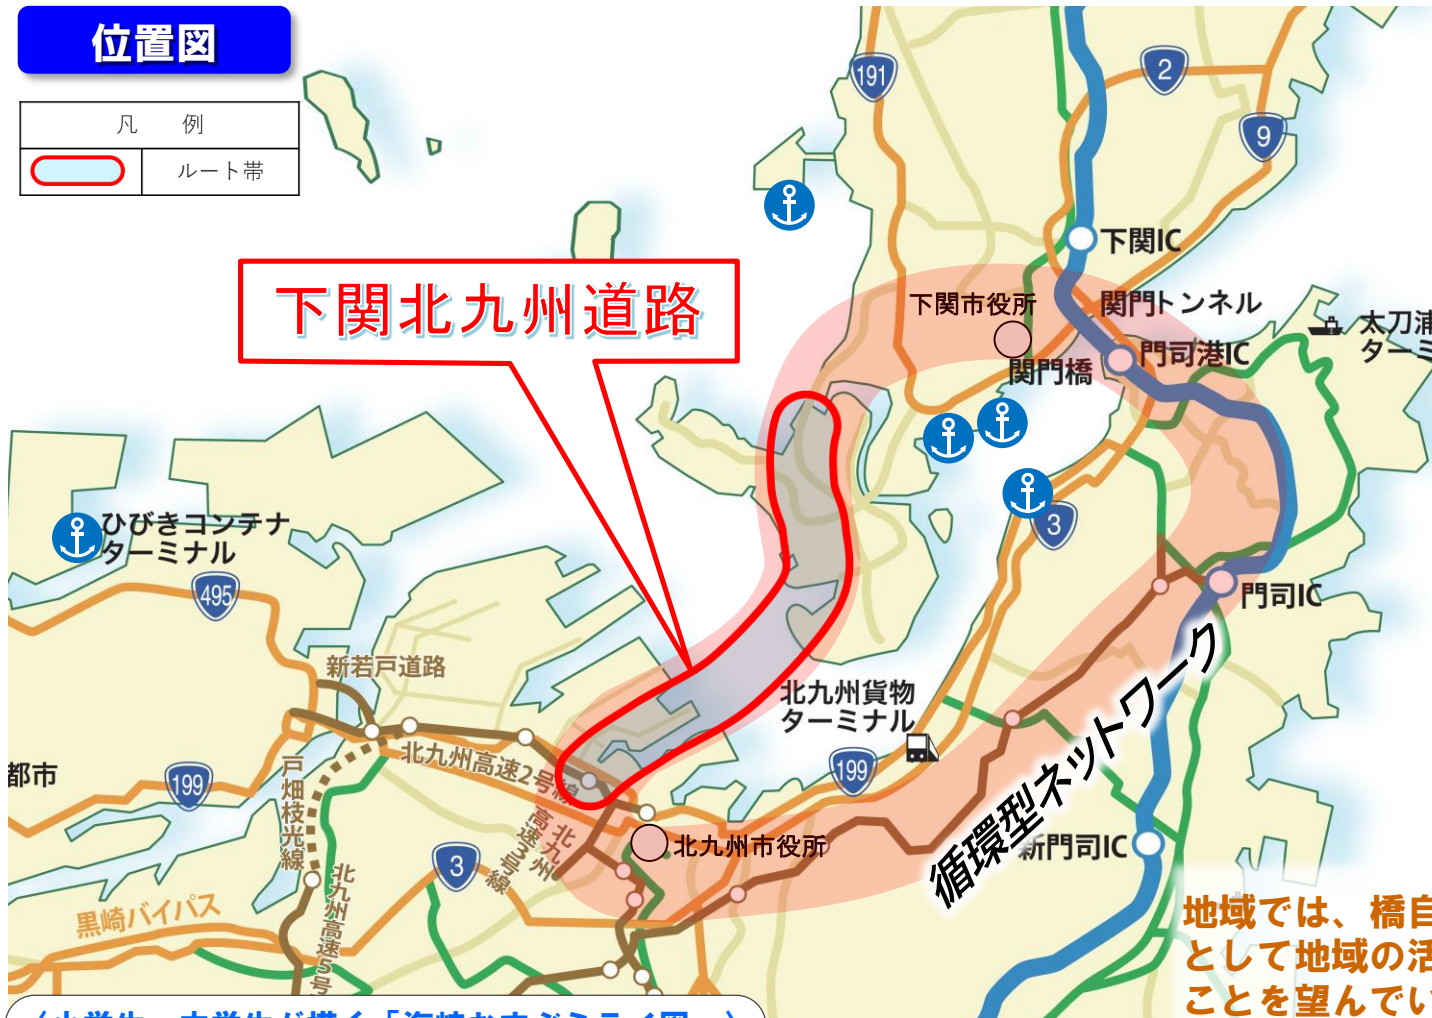 位置図
凡 例
ルート帯
191
2
9
下関IC
下関北九州道路
下関市役所
関門トンネル
太刀浦
ターミ
門司港IC
関門橋
ひびきコンテナ
ターミナル
3
495
門司IC
新若戸道路
北九州貨物
ターミナル
循環型ネットワーク
都市
199
戸畑枝光線
北九州高速2号線
199
北九州
高速3号線
北九州市役所
新門司IC
3
北九州高速5号
黒崎バイパス
地域では、橋自
として地域の活
ことを望んでい